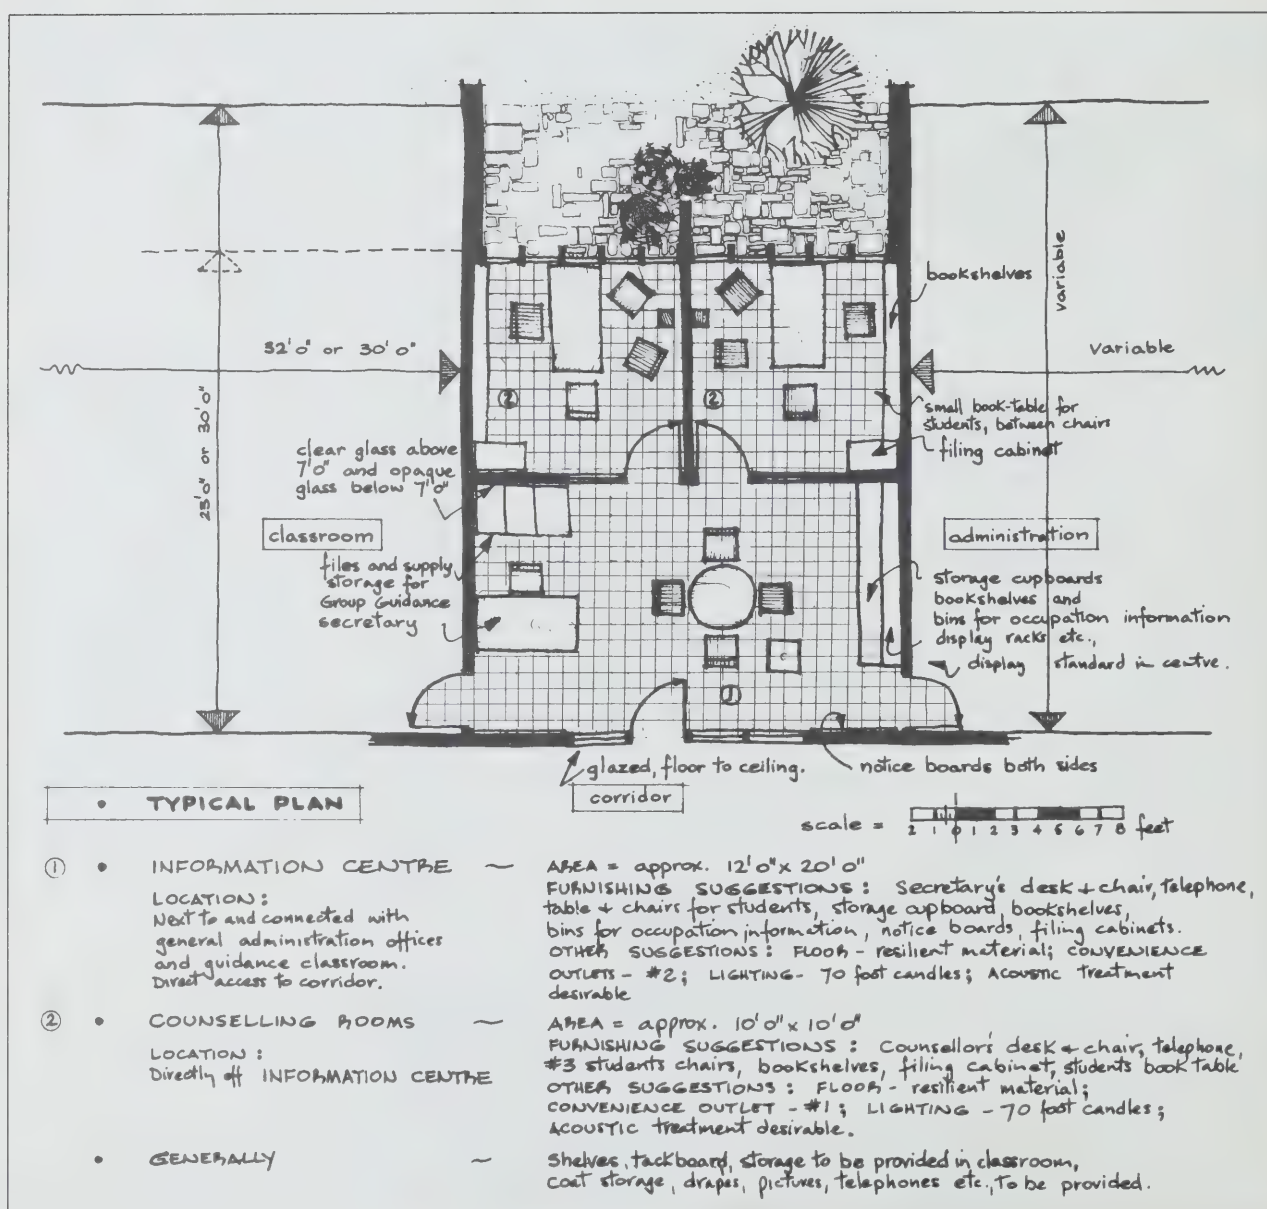 bookshelves
variable
32'0" or 30'0"
variable
②
②
small book-table for
students, between chairs
filing cabinet
clear glass above
7'0" and opaque
glass below 7'0"
or 30'0"
classroom
administration
files and supply
storage for
Group Guidance
secretary
storage cupboards
bookshelves and
bins for occupation information
display racks etc.,
display standard in centre.
①
glazed, floor to ceiling.
notice boards both sides
corridor
• TYPICAL PLAN
scale =
2 1 0 1 2 3 4 5 6 7 8 feet
① • INFORMATION CENTRE ~ AREA = approx. 12'0" x 20'0"
LOCATION:
Next to and connected with
general administration offices
and guidance classroom.
Direct access to corridor.
FURNISHING SUGGESTIONS: Secretary's desk + chair, telephone,
table + chairs for students, storage cupboard, bookshelves,
bins for occupation information, notice boards, filing cabinets.
OTHER SUGGESTIONS: FLOOR - resilient material; CONVENIENCE
OUTLETS - #2; LIGHTING - 70 foot candles; ACOUSTIC treatment
desirable
② • COUNSELLING ROOMS ~ AREA = approx. 10'0" x 10'0"
LOCATION:
Directly off INFORMATION CENTRE
FURNISHING SUGGESTIONS: Counsellor's desk + chair, telephone,
#3 students chairs, bookshelves, filing cabinet, students book table
OTHER SUGGESTIONS: FLOOR - resilient material;
CONVENIENCE OUTLET - #1; LIGHTING - 70 foot candles;
ACOUSTIC treatment desirable.
• GENERALLY ~ Shelves, tackboard, storage to be provided in classroom,
coat storage, drapes, pictures, telephones etc., to be provided.